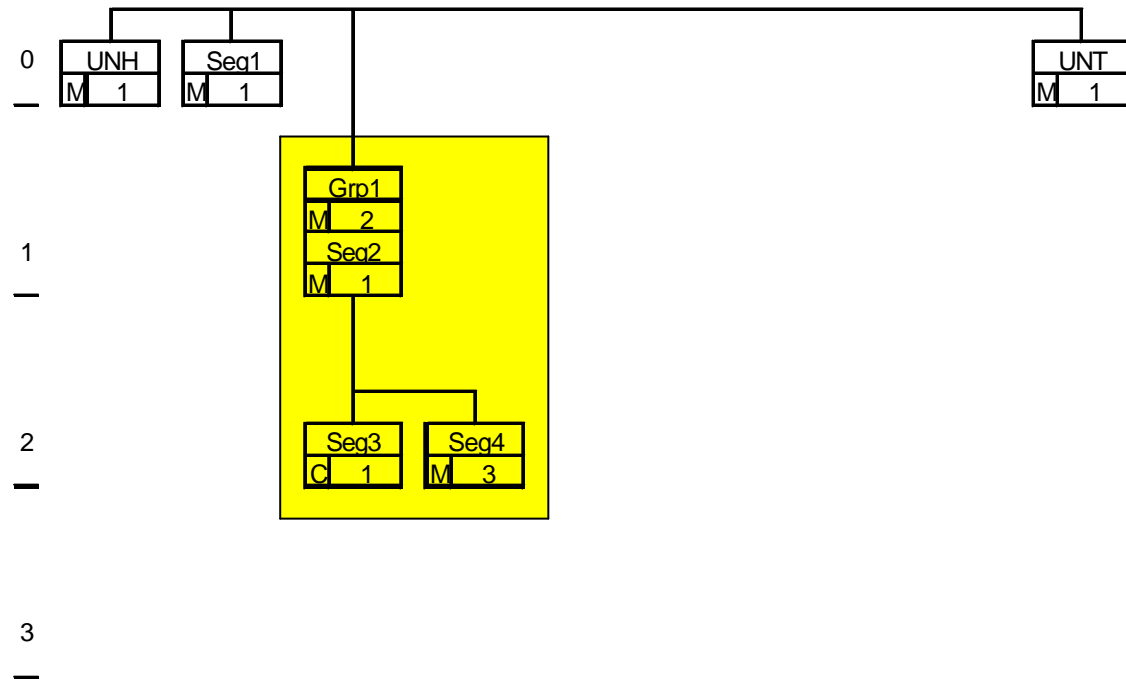 0
UNH
Seg1
UNT
M 1
M 1
M 1
Grp1
M 2
1
Seg2
M 1
2
Seg3
Seg4
C 1
M 3
3